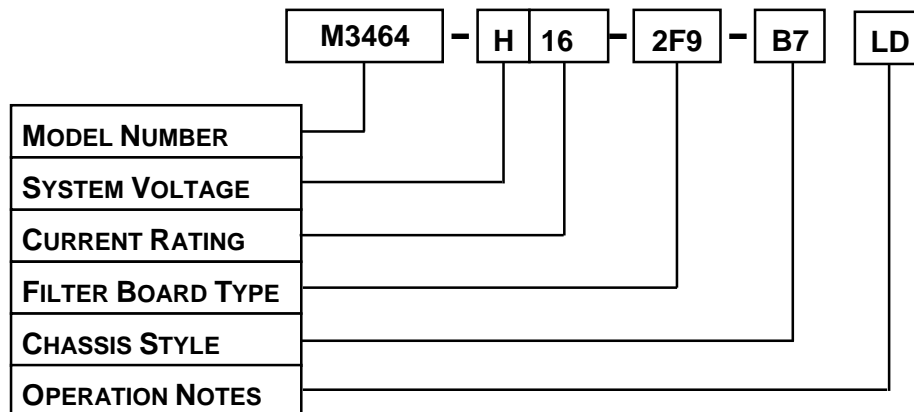 M3464 - H 16 - 2F9 - B7 LD
MODEL NUMBER
SYSTEM VOLTAGE
CURRENT RATING
FILTER BOARD TYPE
CHASSIS STYLE
OPERATION NOTES